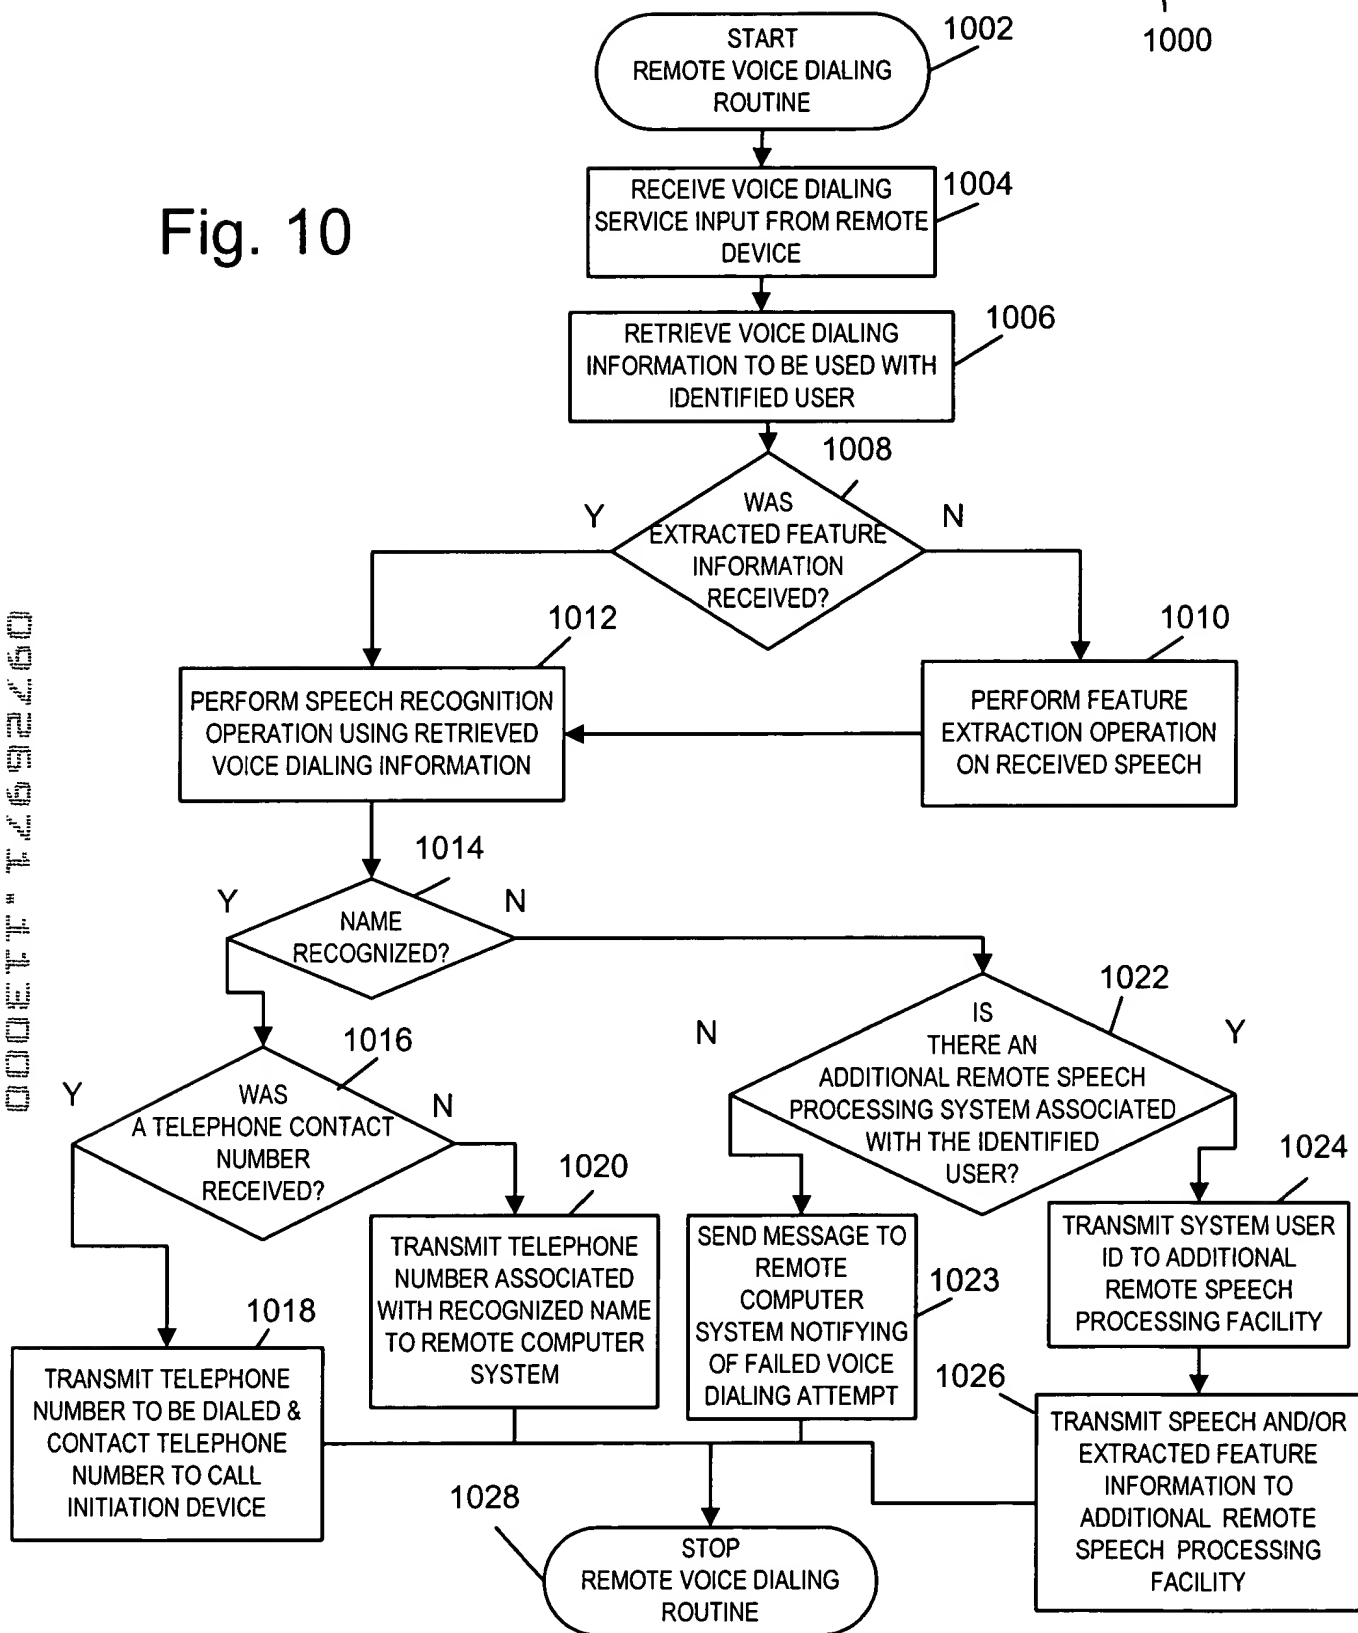 1000
1002
START
REMOTE VOICE DIALING
ROUTINE
Fig. 10
1004
RECEIVE VOICE DIALING
SERVICE INPUT FROM REMOTE
DEVICE
1006
RETRIEVE VOICE DIALING
INFORMATION TO BE USED WITH
IDENTIFIED USER
1008
WAS
EXTRACTED FEATURE
INFORMATION
RECEIVED?
Y
N
1012
PERFORM SPEECH RECOGNITION
OPERATION USING RETRIEVED
VOICE DIALING INFORMATION
1010
PERFORM FEATURE
EXTRACTION OPERATION
ON RECEIVED SPEECH
1014
Y
N
NAME
RECOGNIZED?
1016
Y
N
WAS
A TELEPHONE CONTACT
NUMBER
RECEIVED?
1022
N
Y
IS
THERE AN
ADDITIONAL REMOTE SPEECH
PROCESSING SYSTEM ASSOCIATED
WITH THE IDENTIFIED
USER?
1018
TRANSMIT TELEPHONE
NUMBER TO BE DIALED &
CONTACT TELEPHONE
NUMBER TO CALL
INITIATION DEVICE
1020
TRANSMIT TELEPHONE
NUMBER ASSOCIATED
WITH RECOGNIZED NAME
TO REMOTE COMPUTER
SYSTEM
1023
SEND MESSAGE TO
REMOTE
COMPUTER
SYSTEM NOTIFYING
OF FAILED VOICE
DIALING ATTEMPT
1024
TRANSMIT SYSTEM USER
ID TO ADDITIONAL
REMOTE SPEECH
PROCESSING FACILITY
1026
TRANSMIT SPEECH AND/OR
EXTRACTED FEATURE
INFORMATION TO
ADDITIONAL REMOTE
SPEECH PROCESSING
FACILITY
1028
STOP
REMOTE VOICE DIALING
ROUTINE
09726971.113000